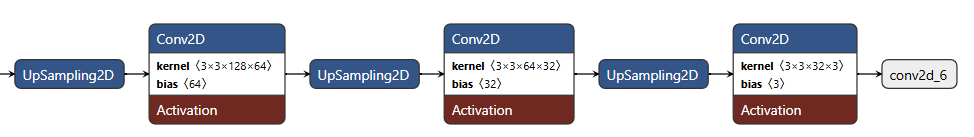 UpSampling2D
Conv2D
kernel ⟨3×3×128×64⟩
bias ⟨64⟩
Activation
UpSampling2D
Conv2D
kernel ⟨3×3×64×32⟩
bias ⟨32⟩
Activation
UpSampling2D
Conv2D
kernel ⟨3×3×32×3⟩
bias ⟨3⟩
Activation
conv2d_6